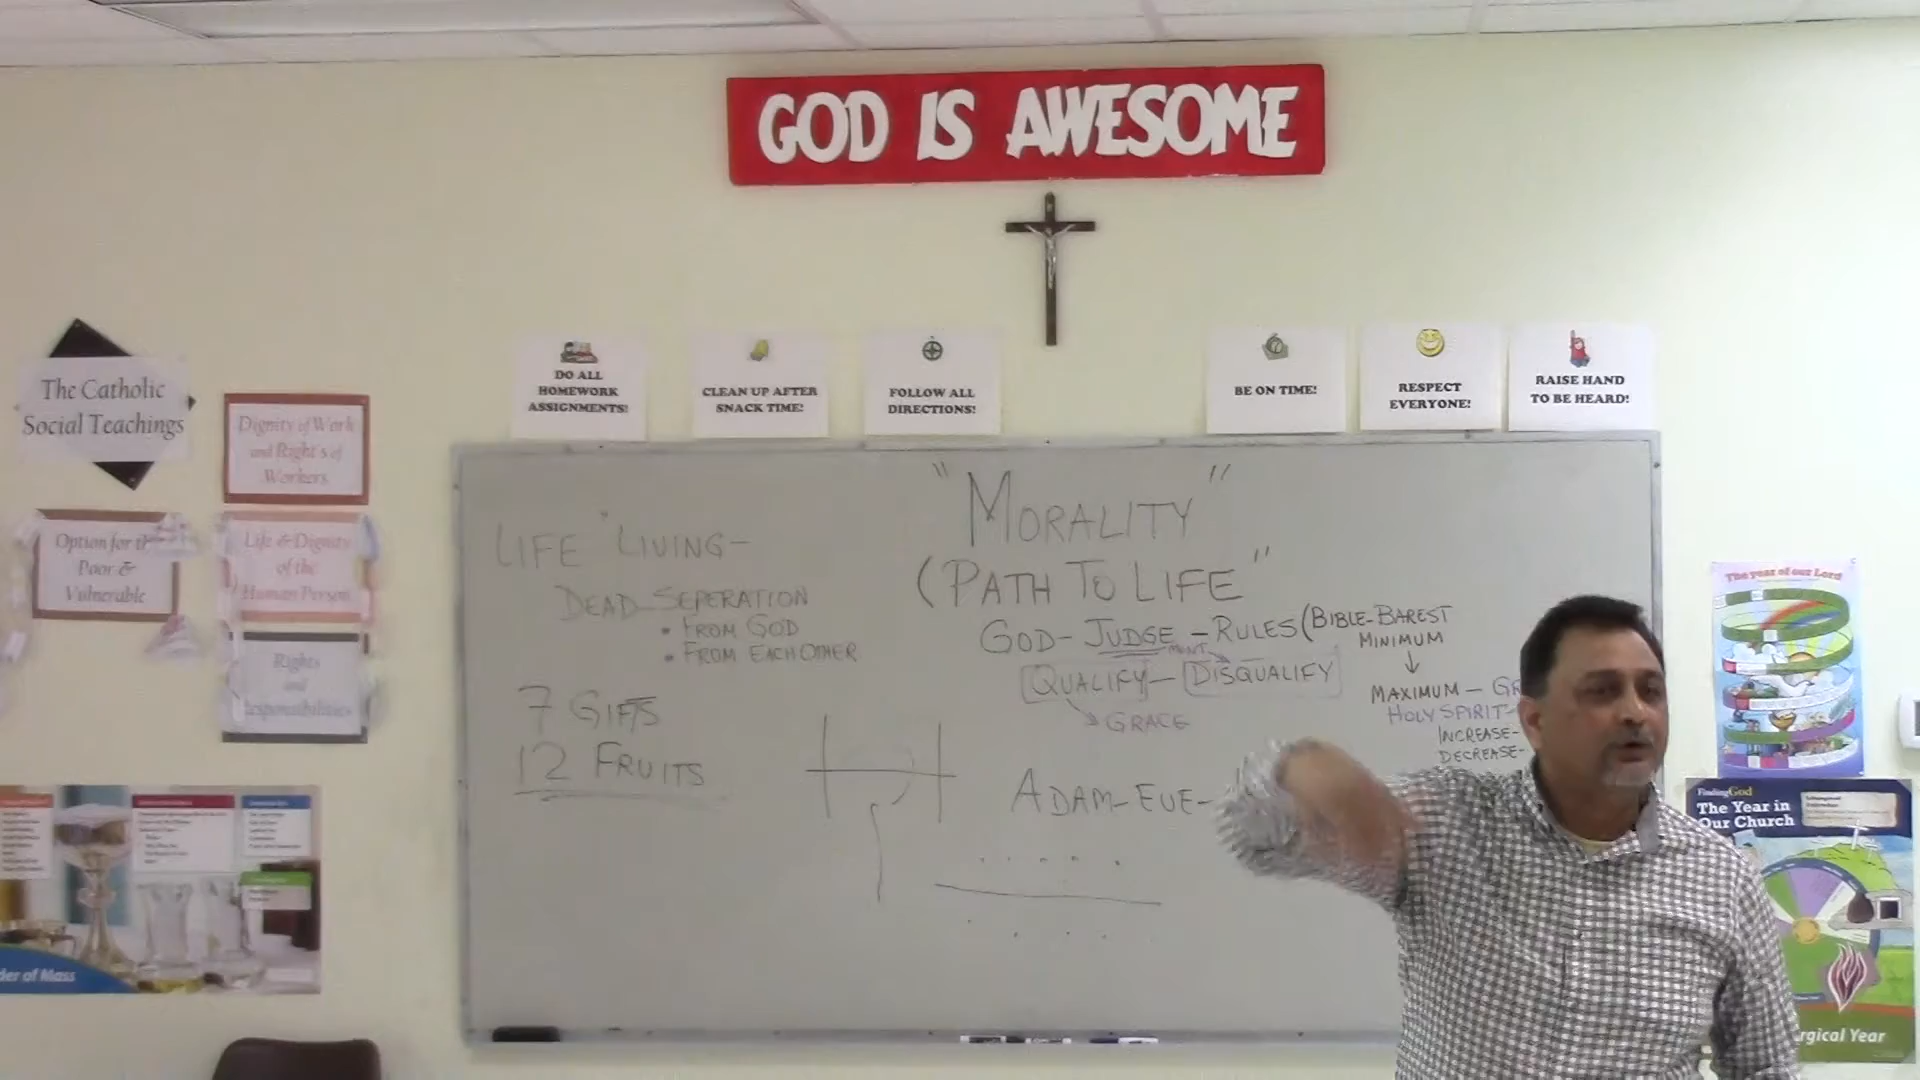 GOD IS AWESOME
The Catholic
Social Teachings
Dignity of Work
and Right's of
Workers
Option for
Poor &
Vulnerable
Life & Dignity
of the
Human Person
Rights
and
Responsibilities
DO ALL
HOMEWORK
ASSIGNMENTS!
CLEAN UP AFTER
SNACK TIME!
FOLLOW ALL
DIRECTIONS!
BE ON TIME!
RESPECT
EVERYONE!
RAISE HAND
TO BE HEARD!
LIFE "LIVING-
DEAD SEPERATION
• FROM GOD
• FROM EACH OTHER
7 GIFTS
12 FRUITS
"MORALITY"
(PATH TO LIFE"
GOD - JUDGE - RULES (BIBLE-BAREST
MENT
MINIMUM
QUALIFY - DISQUALIFY
GRACE
MAXIMUM -
HOLY SPIRIT-
INCREASE-
DECREASE-
ADAM-EVE-
The year of our Lord
FindingGod
The Year in
Our Church
rgical Year
der of Mass